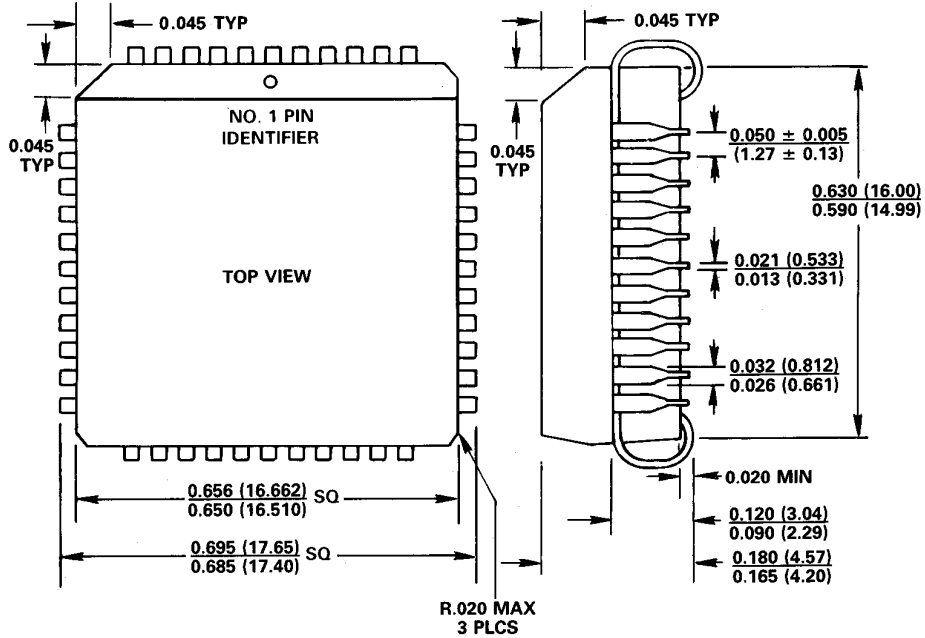 0.045 TYP
0.045 TYP
NO. 1 PIN
IDENTIFIER
0.045
TYP
0.045
TYP
0.050 ± 0.005
(1.27 ± 0.13)
0.630 (16.00)
0.590 (14.99)
TOP VIEW
0.021 (0.533)
0.013 (0.331)
0.032 (0.812)
0.026 (0.661)
0.020 MIN
0.656 (16.662) SQ
0.650 (16.510)
0.120 (3.04)
0.090 (2.29)
0.695 (17.65) SQ
0.685 (17.40)
0.180 (4.57)
0.165 (4.20)
R.020 MAX
3 PLCS